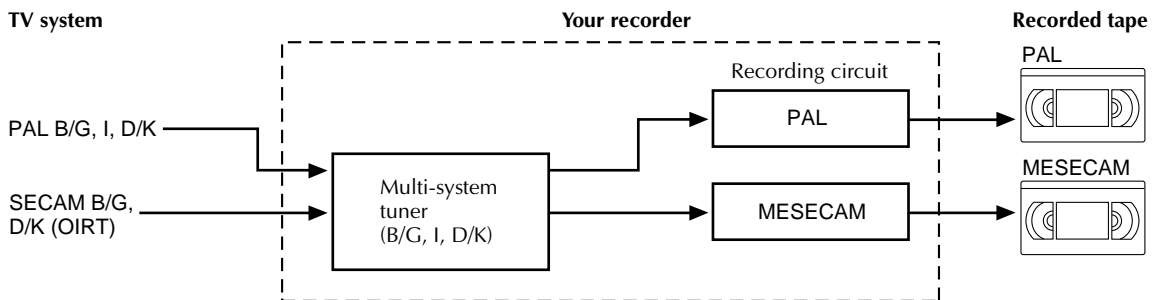 TV system
Your recorder
Recorded tape
PAL
Recording circuit
PAL B/G, I, D/K
PAL
SECAM B/G,
D/K (OIRT)
Multi-system
tuner
(B/G, I, D/K)
MESECAM
MESECAM